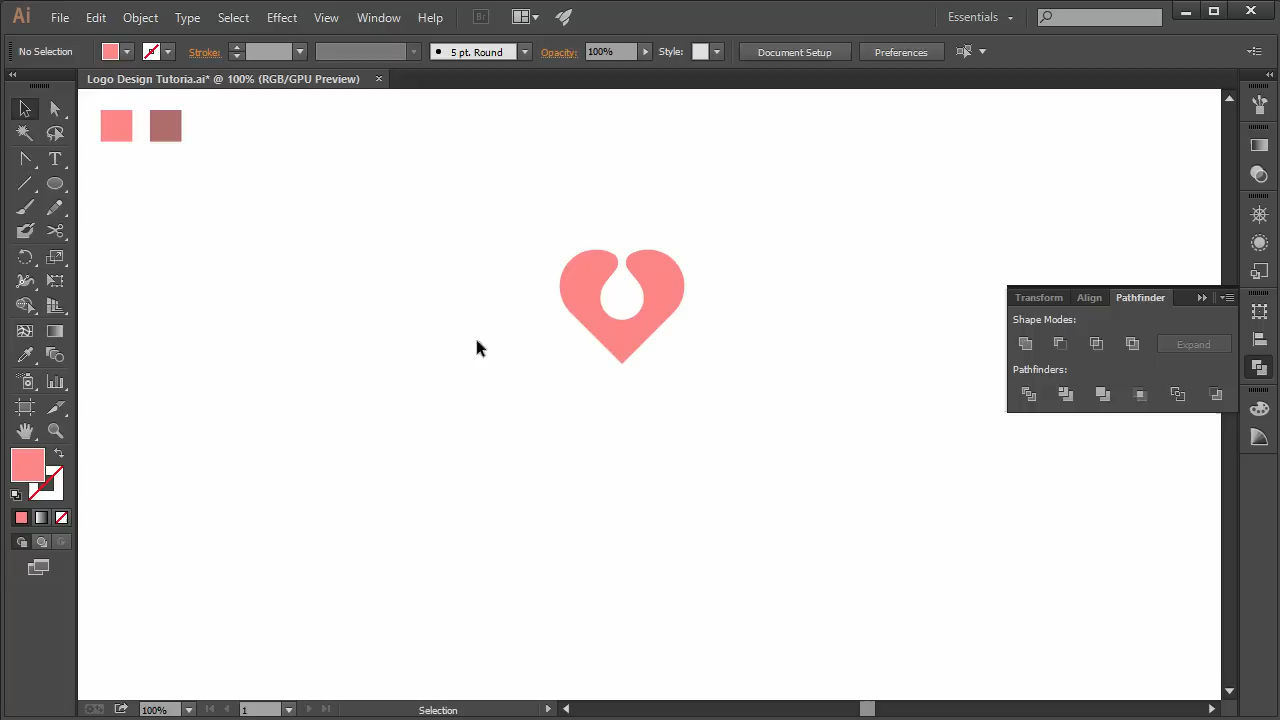 Ai File Edit Object Type Select Effect View Window Help Br Essentials
No Selection Stroke: 5 pt. Round Opacity: 100% Style: Document Setup Preferences
Logo Design Tutoria.ai* @ 100% (RGB/GPU Preview)
Transform Align Pathfinder
Shape Modes:
Expand
Pathfinders:
100% 1 Selection